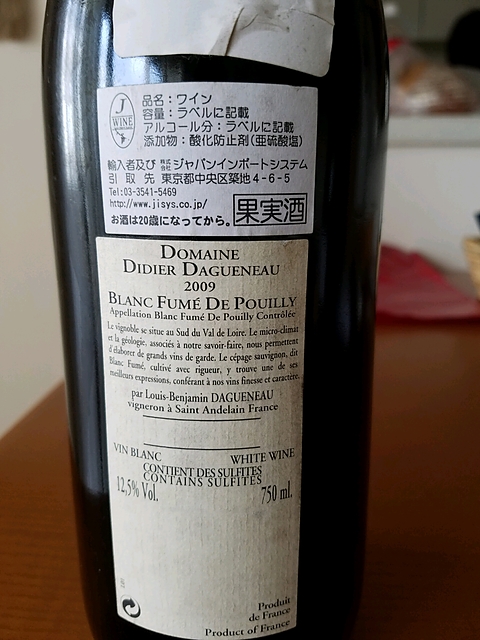 J
WINE
品名：ワイン
容量：ラベルに記載
アルコール分：ラベルに記載
添加物：酸化防止剤(亜硫酸塩)
輸入者及び 株式会社 ジャパンインポートシステム
引取先 東京都中央区築地4-6-5
Tel:03-3541-5469
http://www.jisys.co.jp/
お酒は20歳になってから。 果実酒
DOMAINE
DIDIER DAGUENEAU
2009
BLANC FUMÉ DE POUILLY
Appellation Blanc Fumé De Pouilly Contrôlée
Le vignoble se situe au Sud du Val de Loire. Le micro-climat
et la géologie, associés à notre savoir-faire, nous permettent
d'élaborer de grands vins de garde. Le cépage sauvignon, dit
Blanc Fumé, cultivé avec rigueur, y trouve une de ses
meilleurs expressions, conférant à nos vins finesse et caractère.
par Louis-Benjamin DAGUENEAU
vigneron à Saint Andelain France
VIN BLANC WHITE WINE
CONTIENT DES SULFITES
CONTAINS SULFITES
12,5% Vol. 750 ml.
Produit
de France
Product of France